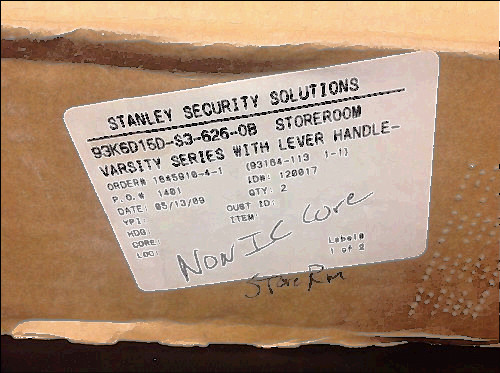 STANLEY SECURITY SOLUTIONS
93K6D15D-S3-626-0B STOREROOM
VARSITY SERIES WITH LEVER HANDLE-
(93164-113 1-1)
ORDER# 1645910-4-1 ID#: 120017
P.O.# 1401 QTY: 2
DATE: 05/13/09 CUST ID:
YPI: ITEM:
HDG:
CORE:
LOC:
Non IC Core
Label#
1 of 2
Store Rm